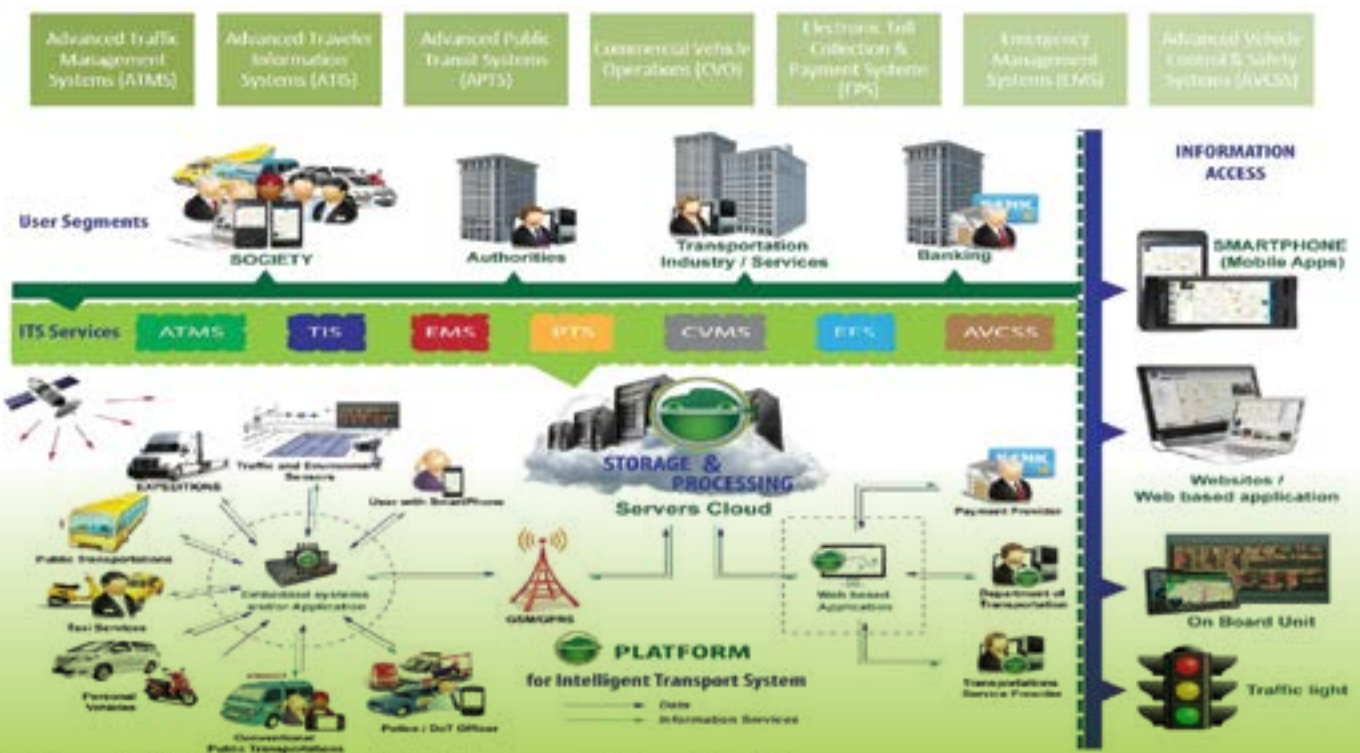 Advanced Traffic
Management
Systems (ATMS)
Advanced Traveler
Information
Systems (ATIS)
Advanced Public
Transit Systems
(APTS)
Commercial Vehicle
Operations (CVO)
Electronic Toll
Collection &
Payment Systems
(EPS)
Emergency
Management
Systems (EMS)
Advanced Vehicle
Control & Safety
Systems (AVCSS)
INFORMATION
ACCESS
User Segments
SOCIETY
Authorities
Transportation
Industry / Services
BANK
Banking
SMARTPHONE
(Mobile Apps)
ITS Services
ATMS
TIS
EMS
PTS
CVMS
EFS
AVCSS
STORAGE &
PROCESSING
Servers Cloud
EXPEDITIONS
Traffic and Environment
Sensors
User with SmartPhone
BANK
Payment Provider
Websites /
Web based application
Public Transportations
Embedded systems
and/or Application
GSM/GPRS
Web based
Application
Department of
Transportation
Taxi Services
On Board Unit
PLATFORM
for Intelligent Transport System
Data
Information Services
Personal
Vehicles
Conventional
Public Transportations
Police / DoT Officer
Transportations
Service Provider
Traffic light